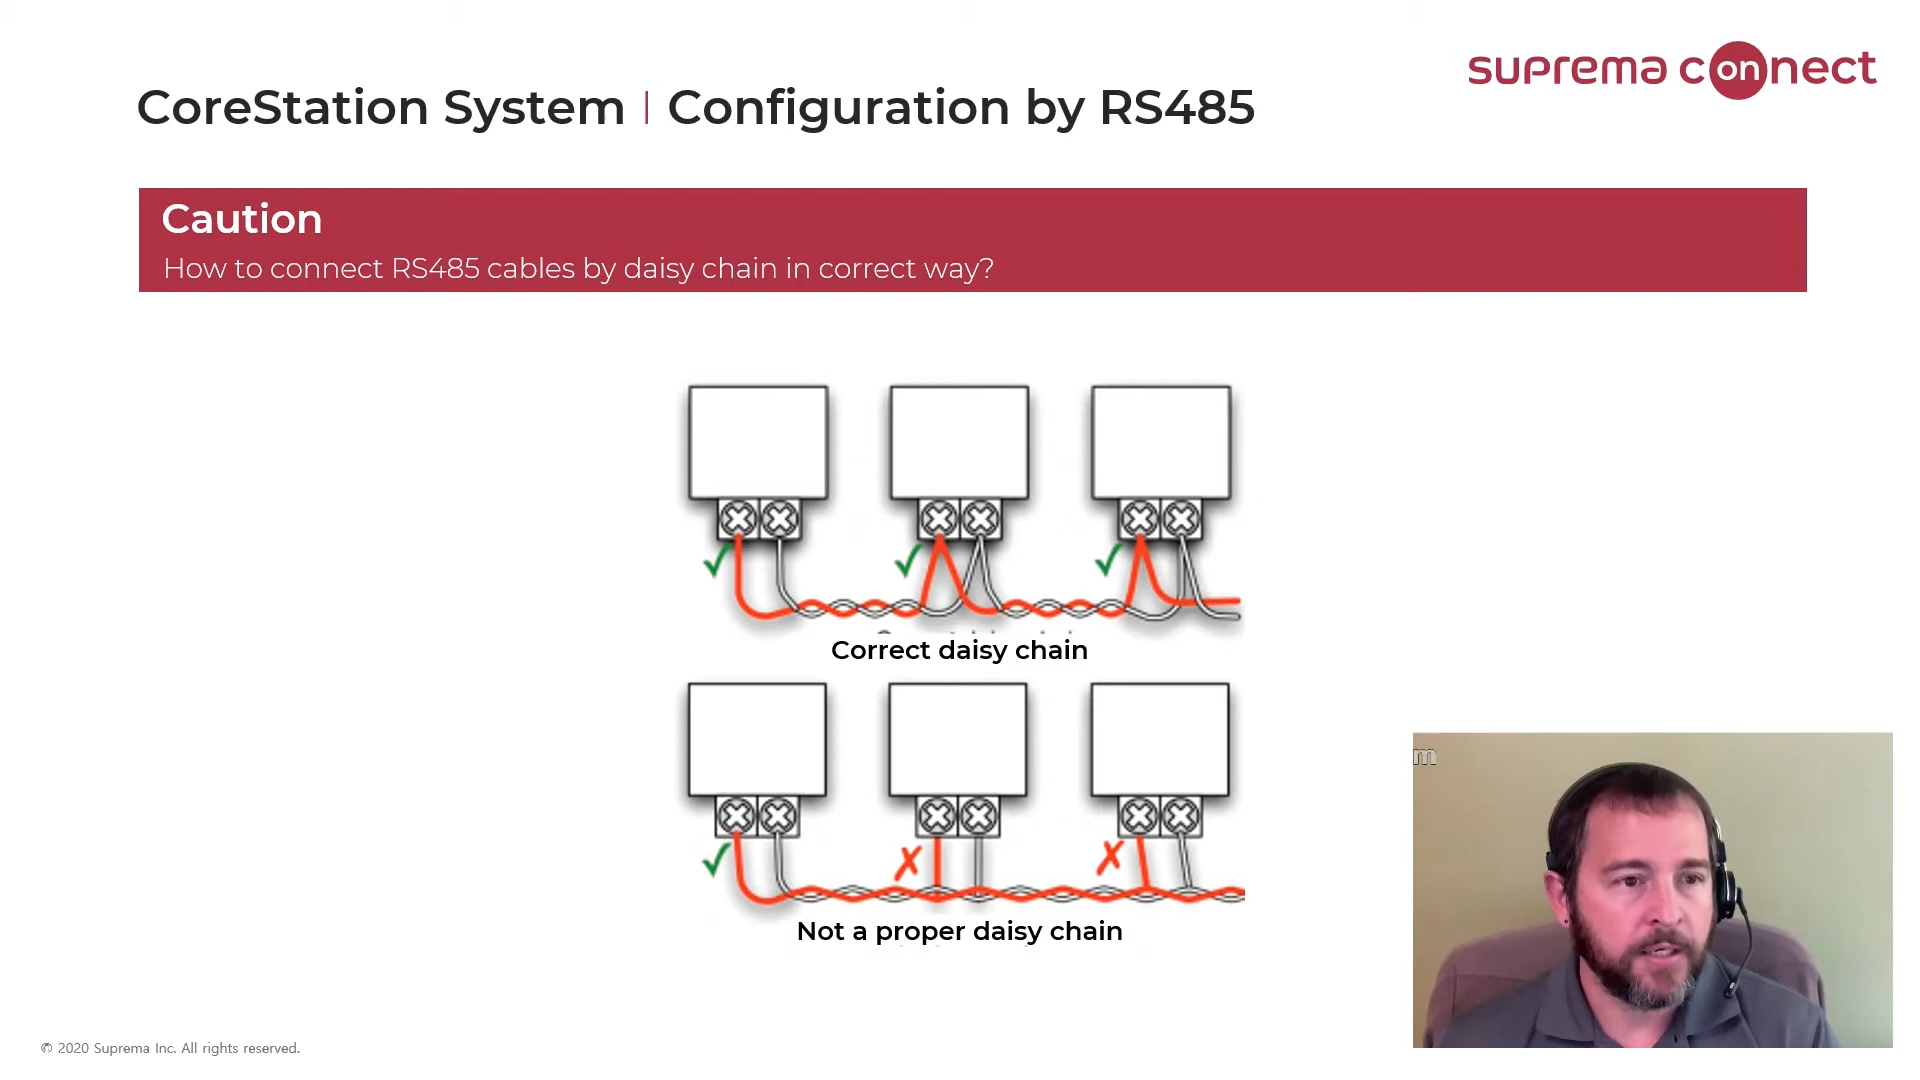 suprema connect
CoreStation System | Configuration by RS485
Caution
How to connect RS485 cables by daisy chain in correct way?
Correct daisy chain
Not a proper daisy chain
m
© 2020 Suprema Inc. All rights reserved.